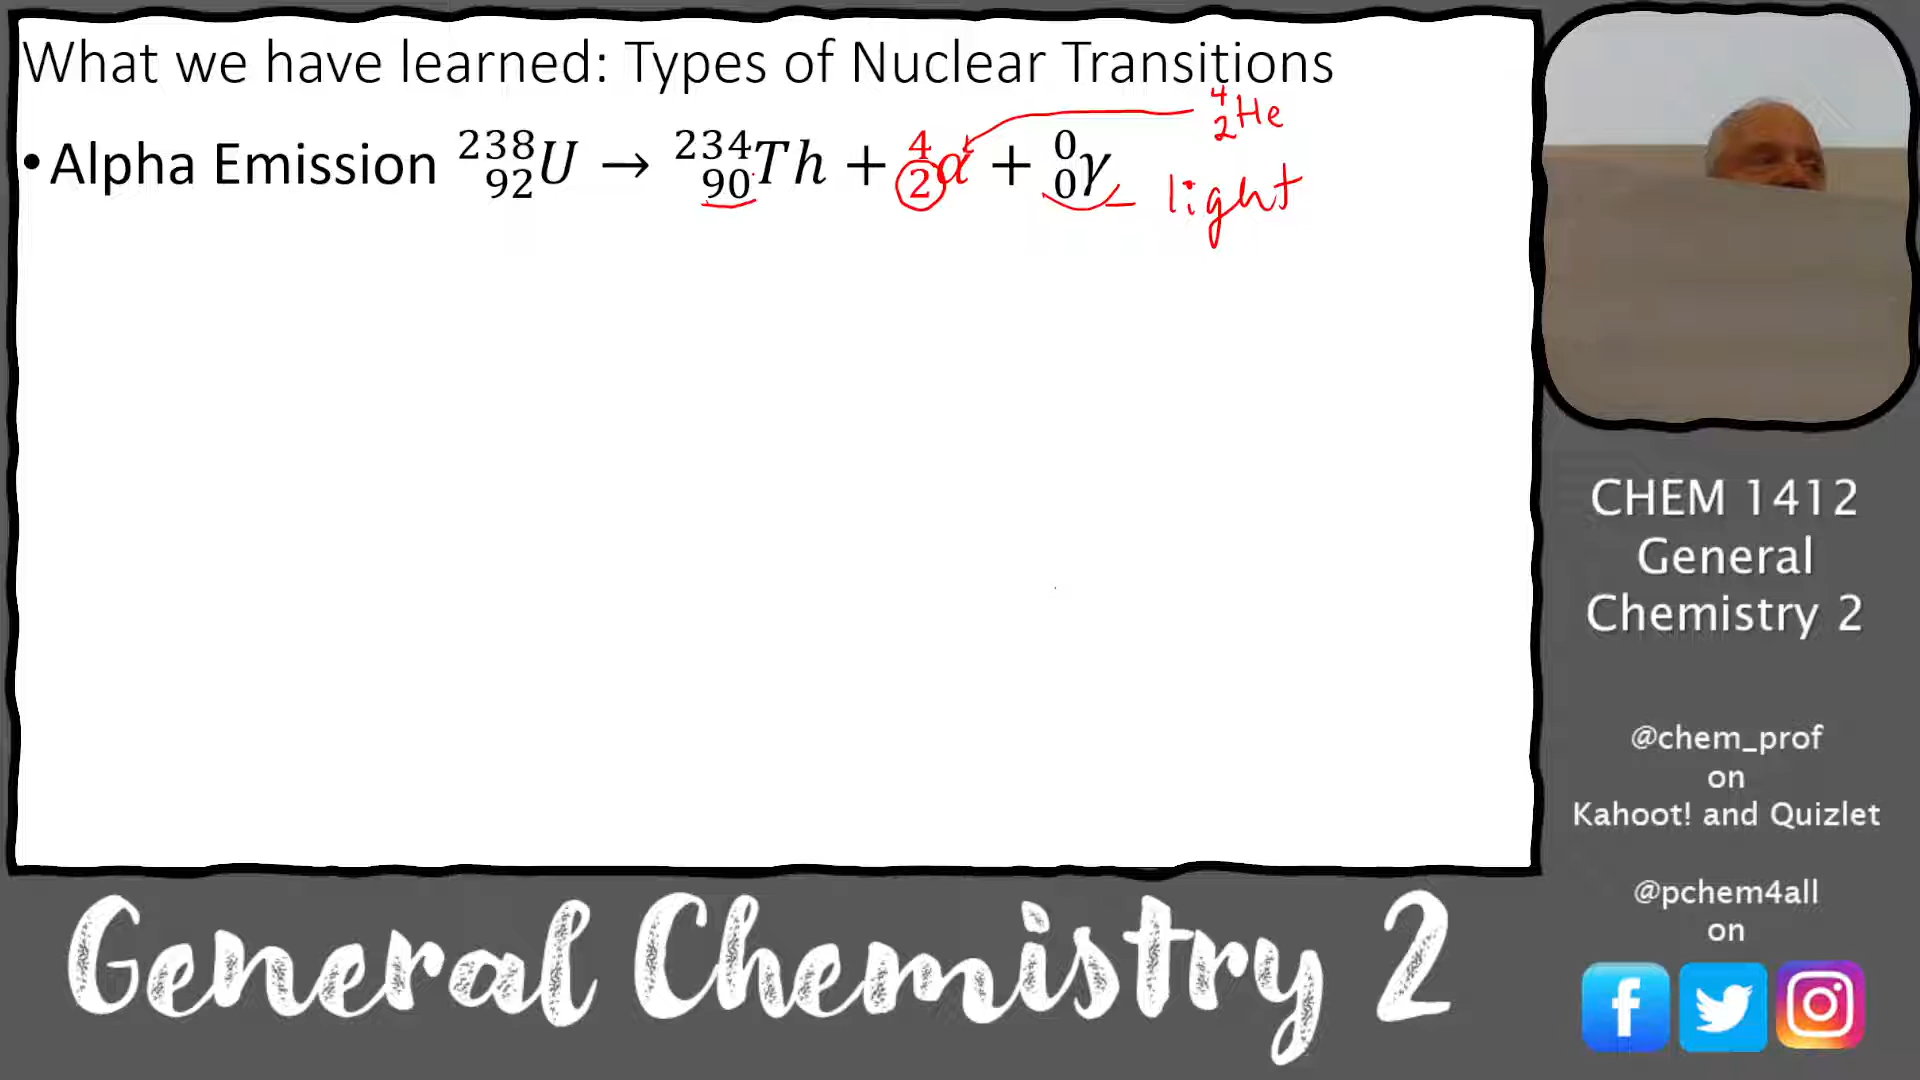 What we have learned: Types of Nuclear Transitions
⁴₂He
•Alpha Emission ²³⁸₉₂U → ²³⁴₉₀Th + ⁴₂α + ⁰₀γ
light
CHEM 1412
General
Chemistry 2
@chem_prof
on
Kahoot! and Quizlet
@pchem4all
on
General Chemistry 2